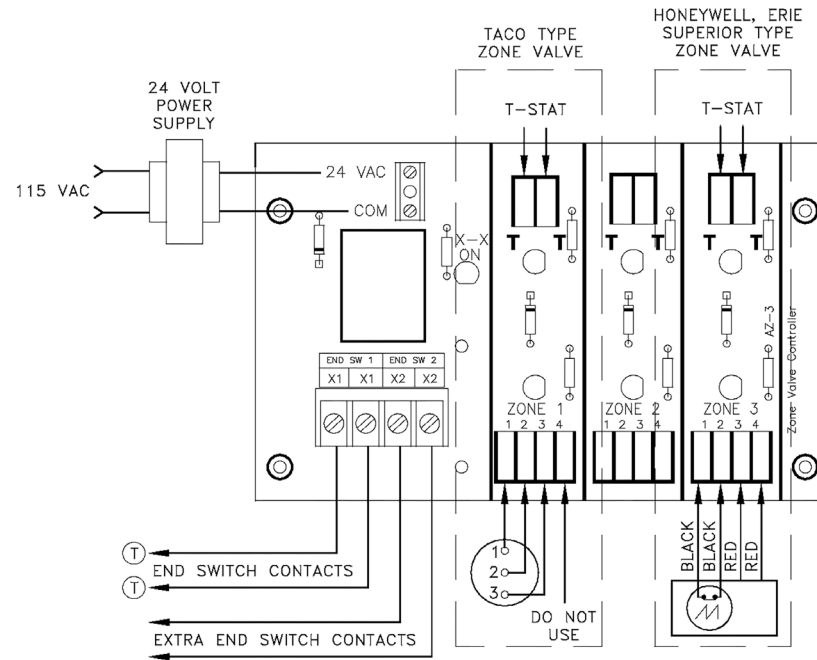 TACO TYPE
ZONE VALVE
HONEYWELL, ERIE
SUPERIOR TYPE
ZONE VALVE
24 VOLT
POWER
SUPPLY
T-STAT
T-STAT
115 VAC
24 VAC
COM
X-X
ON
T T
T T
T T
AZ-3
Zone Valve Controller
END SW 1 END SW 2
X1 X1 X2 X2
ZONE 1
1 2 3 4
ZONE 2
1 2 3 4
ZONE 3
1 2 3 4
1
2
3
BLACK
BLACK
RED
RED
T
END SWITCH CONTACTS
T
EXTRA END SWITCH CONTACTS
DO NOT
USE